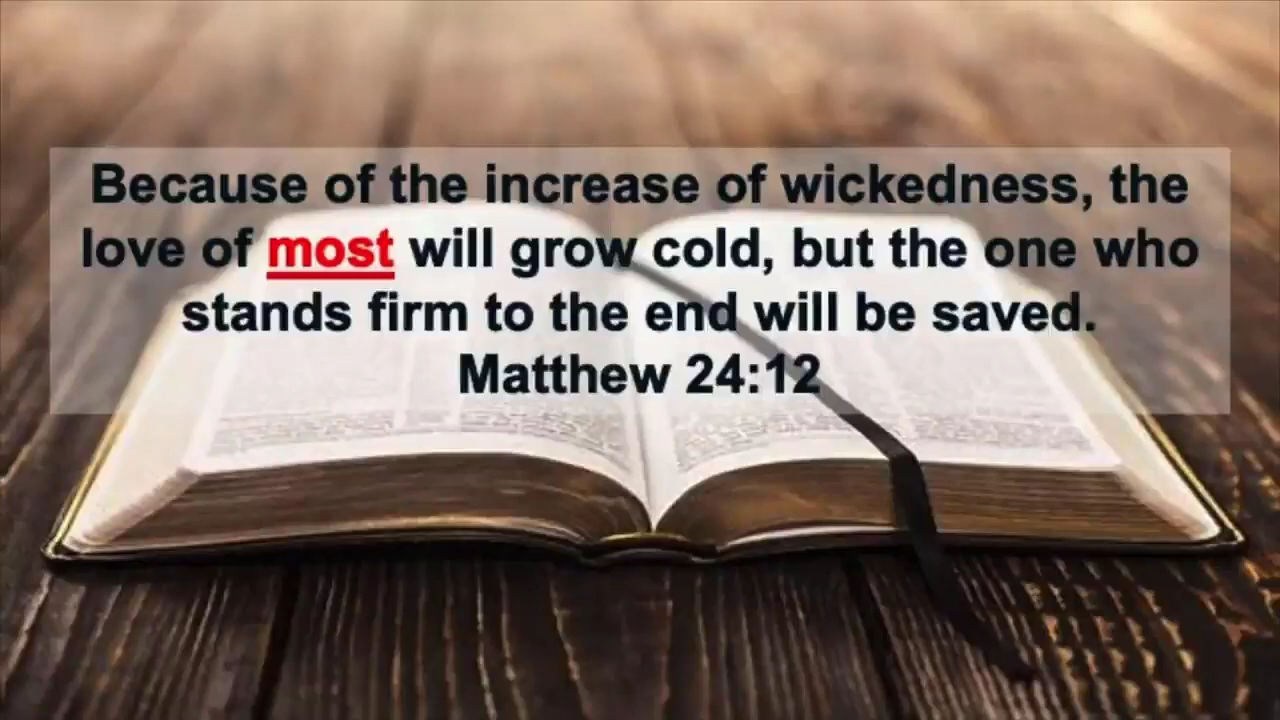 Because of the increase of wickedness, the
love of most will grow cold, but the one who
stands firm to the end will be saved.
Matthew 24:12